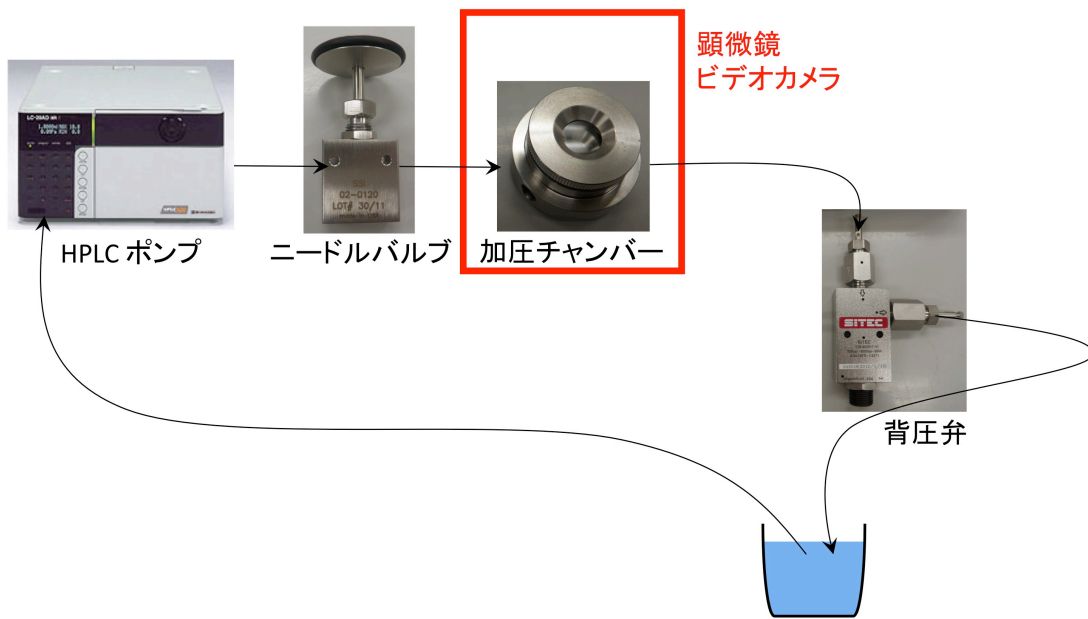 顕微鏡
ビデオカメラ
LC-20AD
HPLC ポンプ
SSI
02-0120
LOT# 30/11
ニードルバルブ
加圧チャンバー
SITEC
SITEC
背圧弁